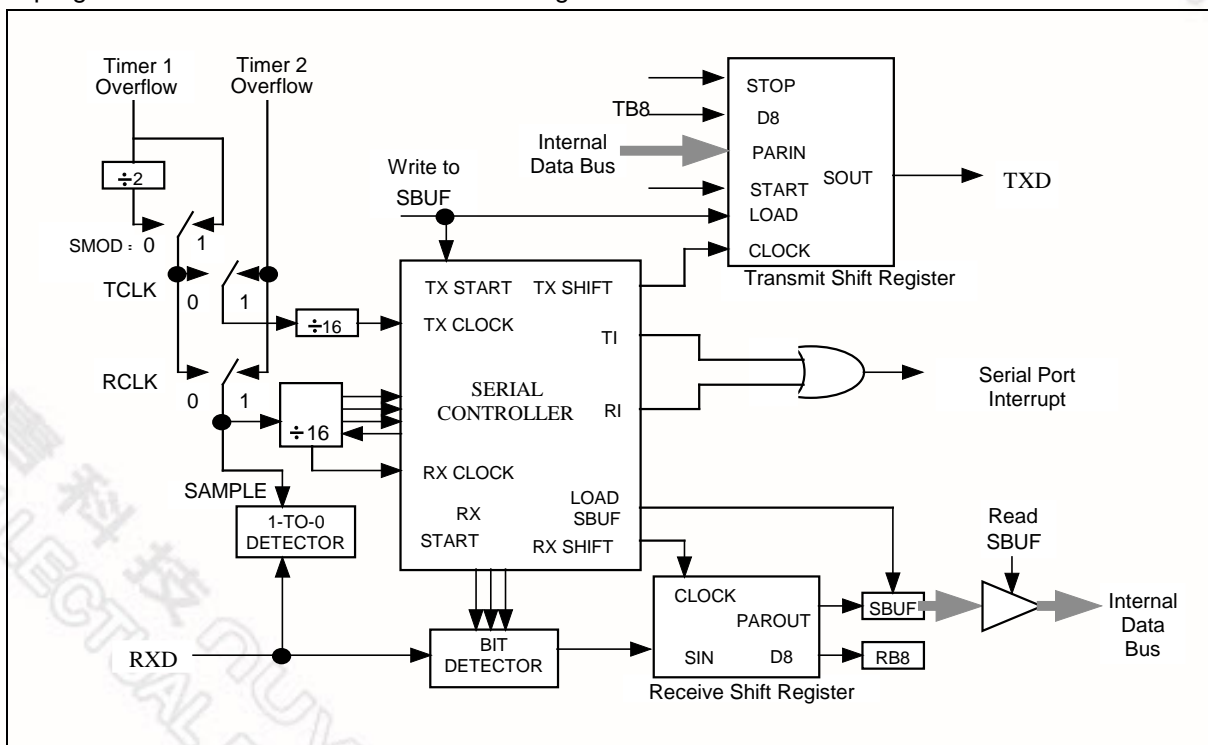 Timer 1
Overflow
Timer 2
Overflow
÷2
SMOD : 0 1
TCLK
0 1
÷16
RCLK
0 1
÷16
SAMPLE
1-TO-0
DETECTOR
RXD
BIT
DETECTOR
Write to
SBUF
TX START
TX SHIFT
TX CLOCK
TI
SERIAL
CONTROLLER
RI
RX CLOCK
LOAD
SBUF
RX
START
RX SHIFT
TB8
Internal
Data Bus
STOP
D8
PARIN
SOUT
START
LOAD
CLOCK
Transmit Shift Register
TXD
Serial Port
Interrupt
CLOCK
PAROUT
SIN
D8
Receive Shift Register
SBUF
RB8
Read
SBUF
Internal
Data
Bus